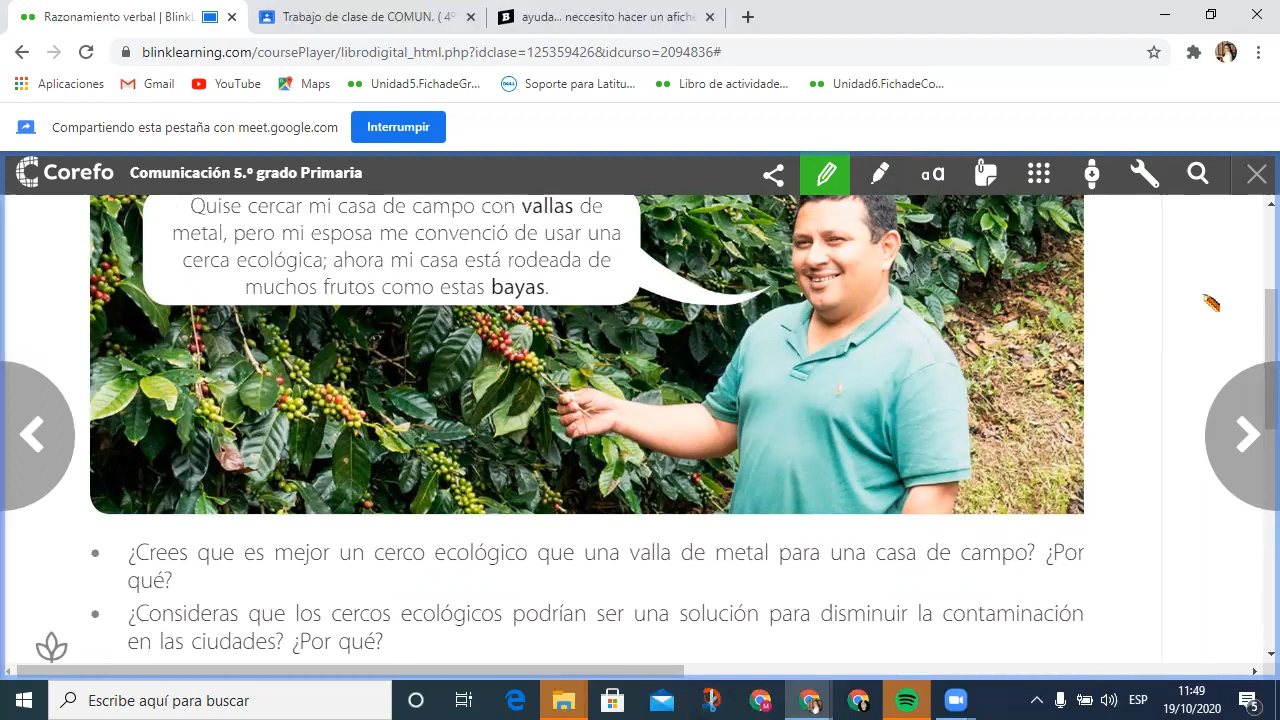 Razonamiento verbal | BlinkL
Trabajo de clase de COMUN. ( 4º
ayuda... neccesito hacer un afiche
blinklearning.com/coursePlayer/librodigital_html.php?idclase=125359426&idcurso=2094836#
Aplicaciones
Gmail
YouTube
Maps
Unidad5.FichadeGr...
Soporte para Latitu...
Libro de actividade...
Unidad6.FichadeCo...
Compartiendo esta pestaña con meet.google.com
Interrumpir
Corefo
Comunicación 5.º grado Primaria
aa
Quise cercar mi casa de campo con vallas de
metal, pero mi esposa me convenció de usar una
cerca ecológica; ahora mi casa está rodeada de
muchos frutos como estas bayas.
• ¿Crees que es mejor un cerco ecológico que una valla de metal para una casa de campo? ¿Por
qué?
• ¿Consideras que los cercos ecológicos podrían ser una solución para disminuir la contaminación
en las ciudades? ¿Por qué?
Escribe aquí para buscar
ESP
11:49
19/10/2020
5